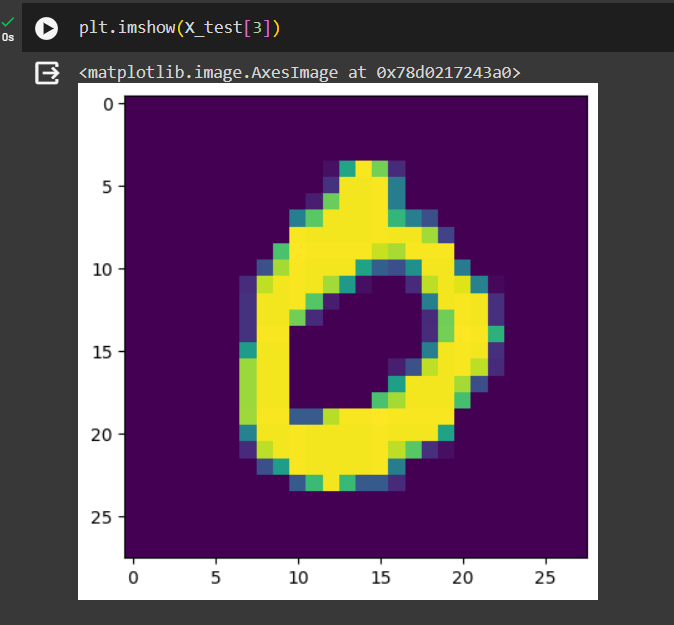 plt.imshow(X_test[3])
0s
<matplotlib.image.AxesImage at 0x78d0217243a0>
0
5
10
15
20
25
0 5 10 15 20 25